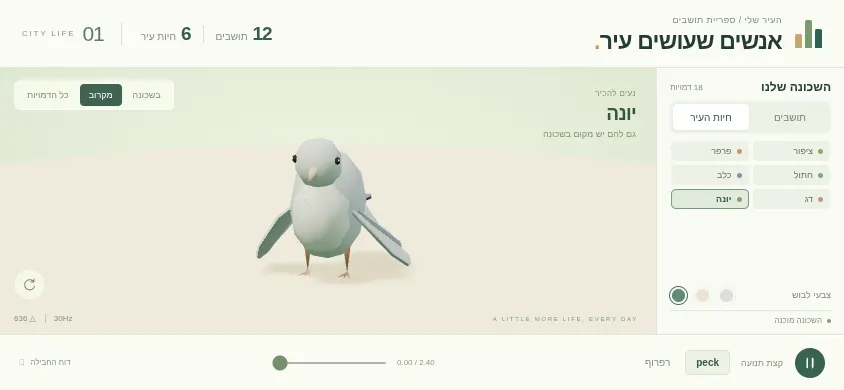 העיר שלי / ספריית תושבים
אנשים שעושים עיר.
12 תושבים
6 חיות עיר
01 CITY LIFE
השכונה שלנו
18 דמויות
תושבים
חיות העיר
ציפור
פרפר
חתול
כלב
דג
יונה
צבעי לבוש
השכונה מוכנה
בשכונה
מקרוב
כל הדמויות
נעים להכיר
יונה
גם להם יש מקום בשכונה
636 △
30Hz
A LITTLE MORE LIFE, EVERY DAY
קצת תנועה
peck
רפרוף
0.00 / 2.40
דוח החבילה